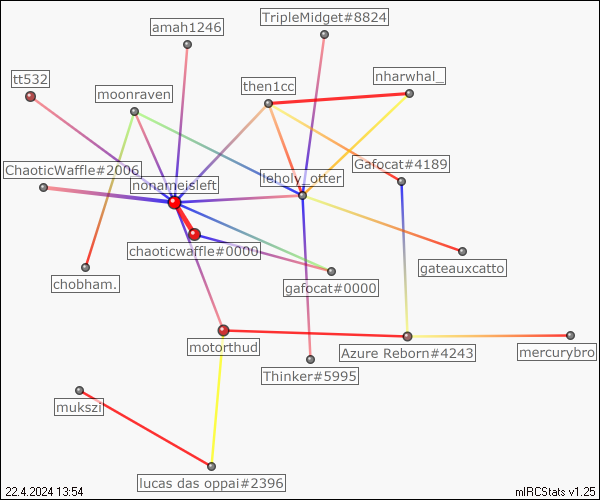 TripleMidget#8824
amah1246
tt532
nharwhal_
then1cc
moonraven
Gafocat#4189
ChaoticWaffle#2006
nonameisleft
leholy_otter
chaoticwaffle#0000
gateauxcatto
chobham.
gafocat#0000
motorthud
Azure Reborn#4243
mercurybro
Thinker#5995
mukszi
lucas das oppai#2396
22.4.2024 13:54
mIRCStats v1.25